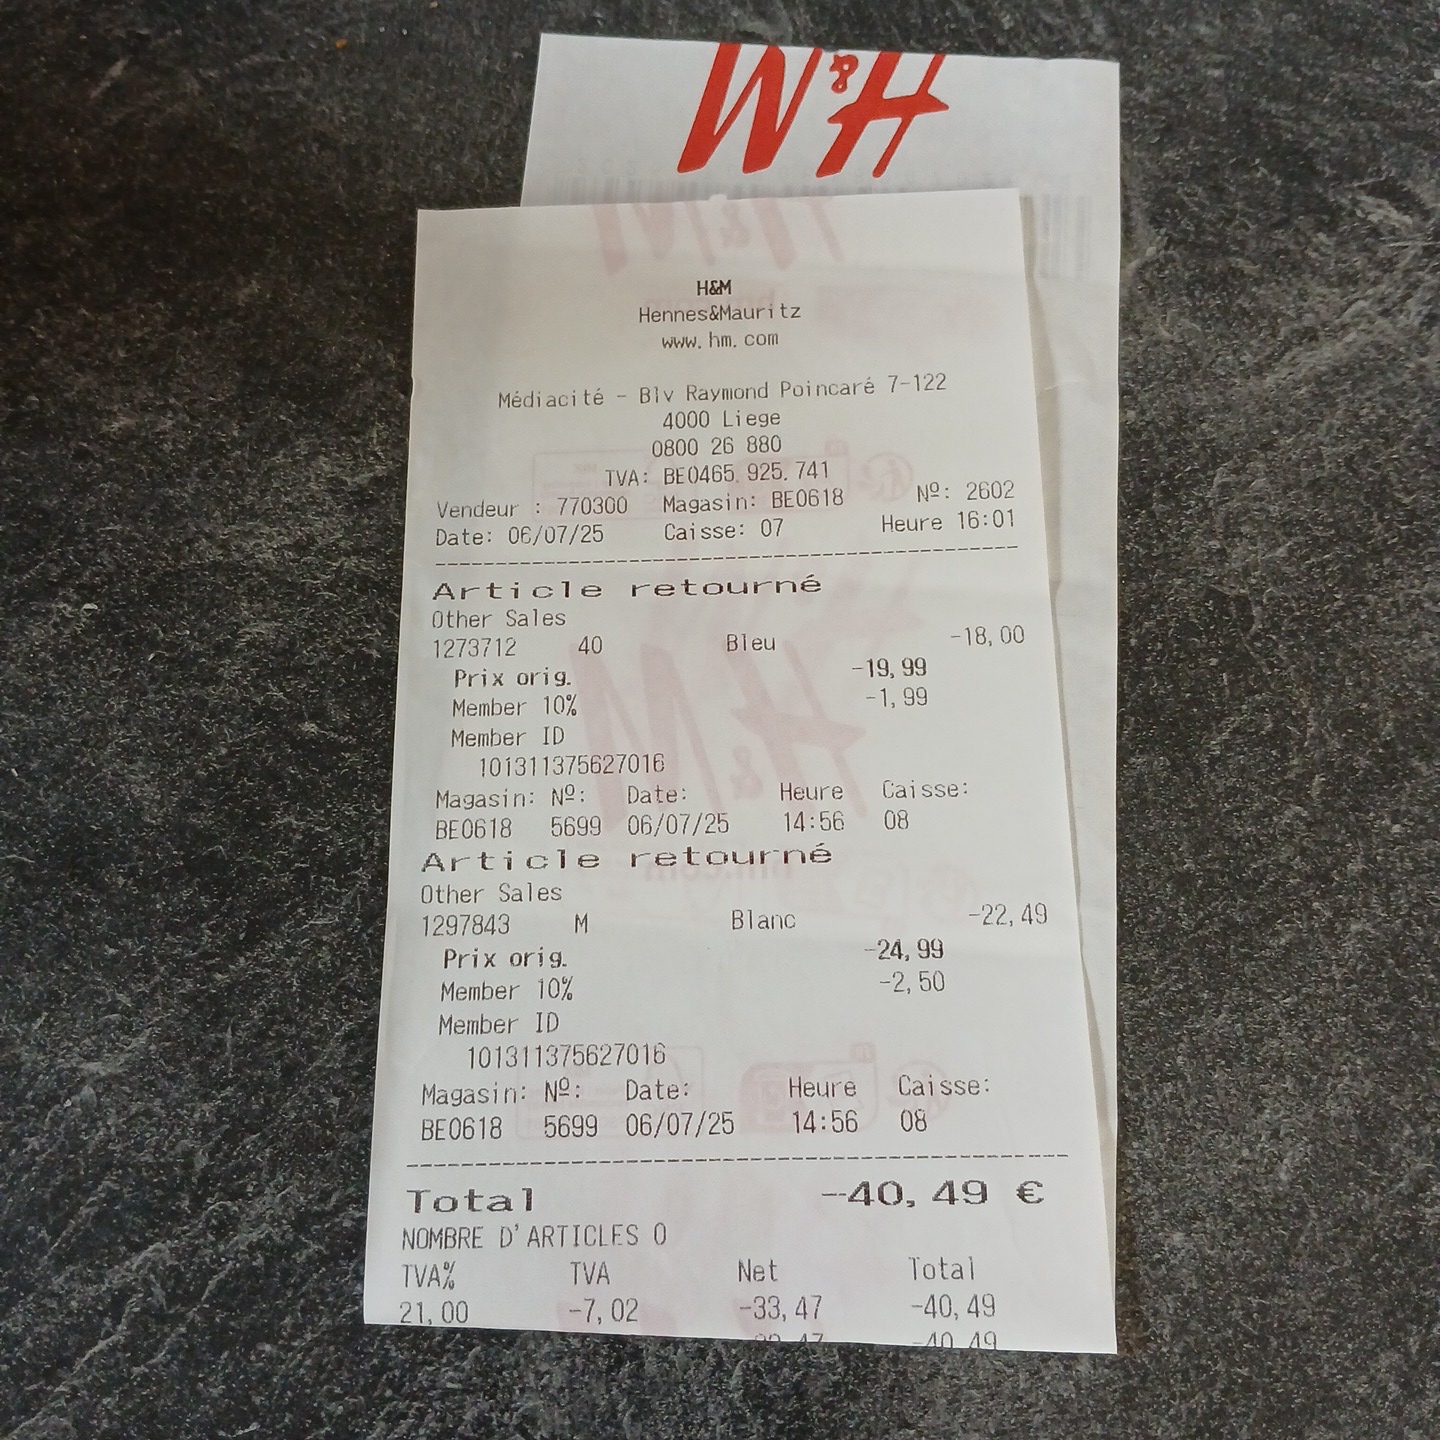 H&M
H&M
Hennes&Mauritz
www.hm.com
Médiacité - Blv Raymond Poincaré 7-122
4000 Liege
0800 26 880
TVA: BE0465.925.741
Vendeur : 770300 Magasin: BE0618 Nº: 2602
Date: 06/07/25 Caisse: 07 Heure 16:01
Article retourné
Other Sales
1273712 40 Bleu -18,00
Prix orig. -19,99
Member 10% -1,99
Member ID
101311375627016
Magasin: Nº: Date: Heure Caisse:
BE0618 5699 06/07/25 14:56 08
Article retourné
Other Sales
1297843 M Blanc -22,49
Prix orig. -24,99
Member 10% -2,50
Member ID
101311375627016
Magasin: Nº: Date: Heure Caisse:
BE0618 5699 06/07/25 14:56 08
Total -40,49 €
NOMBRE D'ARTICLES 0
TVA% TVA Net Total
21,00 -7,02 -33,47 -40,49